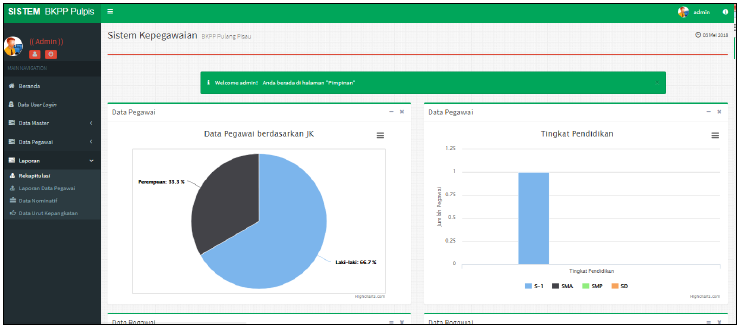 SISTEM BKPP Pulpis
admin
(( Admin ))
MAIN NAVIGATION
Beranda
Data User Login
Data Master
Data Pegawai
Laporan
Rekapitulasi
Laporan Data Pegawai
Data Nominatif
Data Urut Kepangkatan
Sistem Kepegawaian BKPP Pulang Pisau
03 Mei 2018
Welcome admin! Anda berada di halaman "Pimpinan"
Data Pegawai
Data Pegawai berdasarkan JK
Perempuan: 33.3 %
Laki-laki: 66.7 %
Highcharts.com
Data Pegawai
Tingkat Pendidikan
Jumlah Pegawai
1.25
1
0.75
0.5
0.25
0
Tingkat Pendidikan
S-1 SMA SMP SD
Highcharts.com
Data Pegawai
Data Pegawai